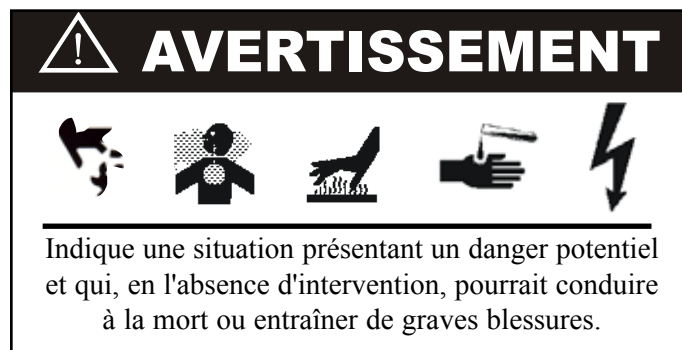 AVERTISSEMENT
Indique une situation présentant un danger potentiel
et qui, en l'absence d'intervention, pourrait conduire
à la mort ou entraîner de graves blessures.